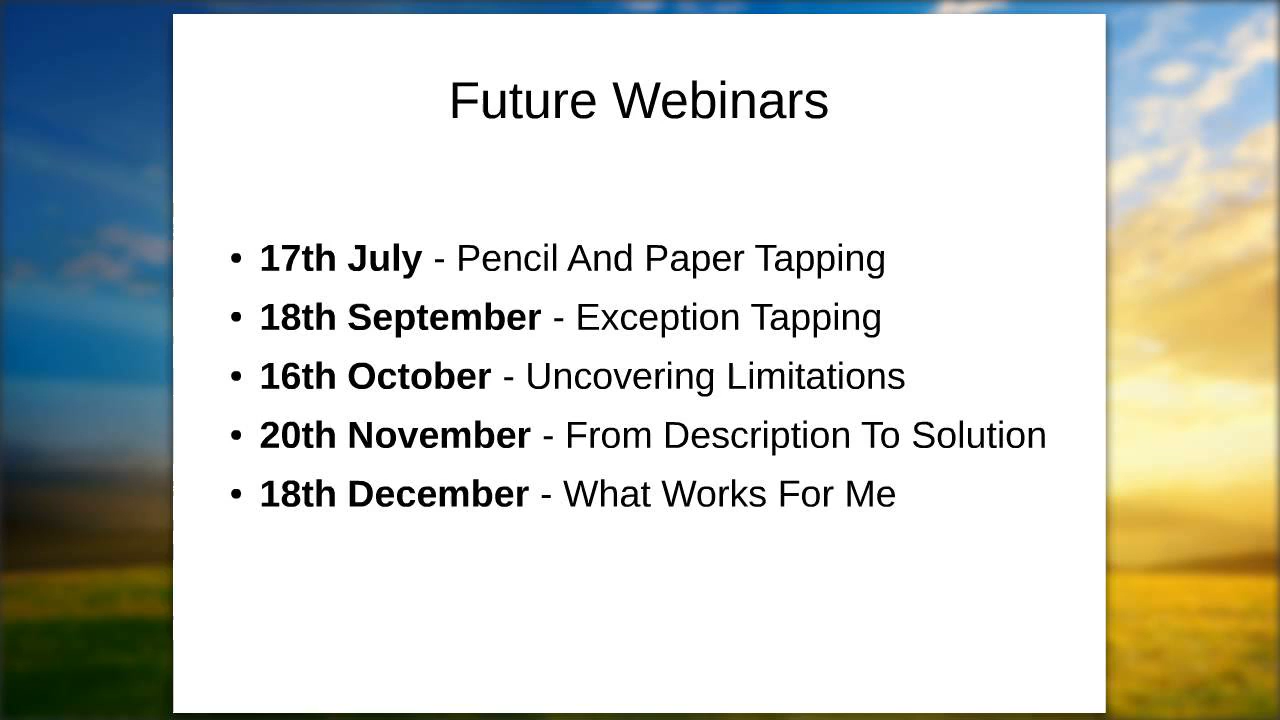 Future Webinars
• 17th July - Pencil And Paper Tapping
• 18th September - Exception Tapping
• 16th October - Uncovering Limitations
• 20th November - From Description To Solution
• 18th December - What Works For Me